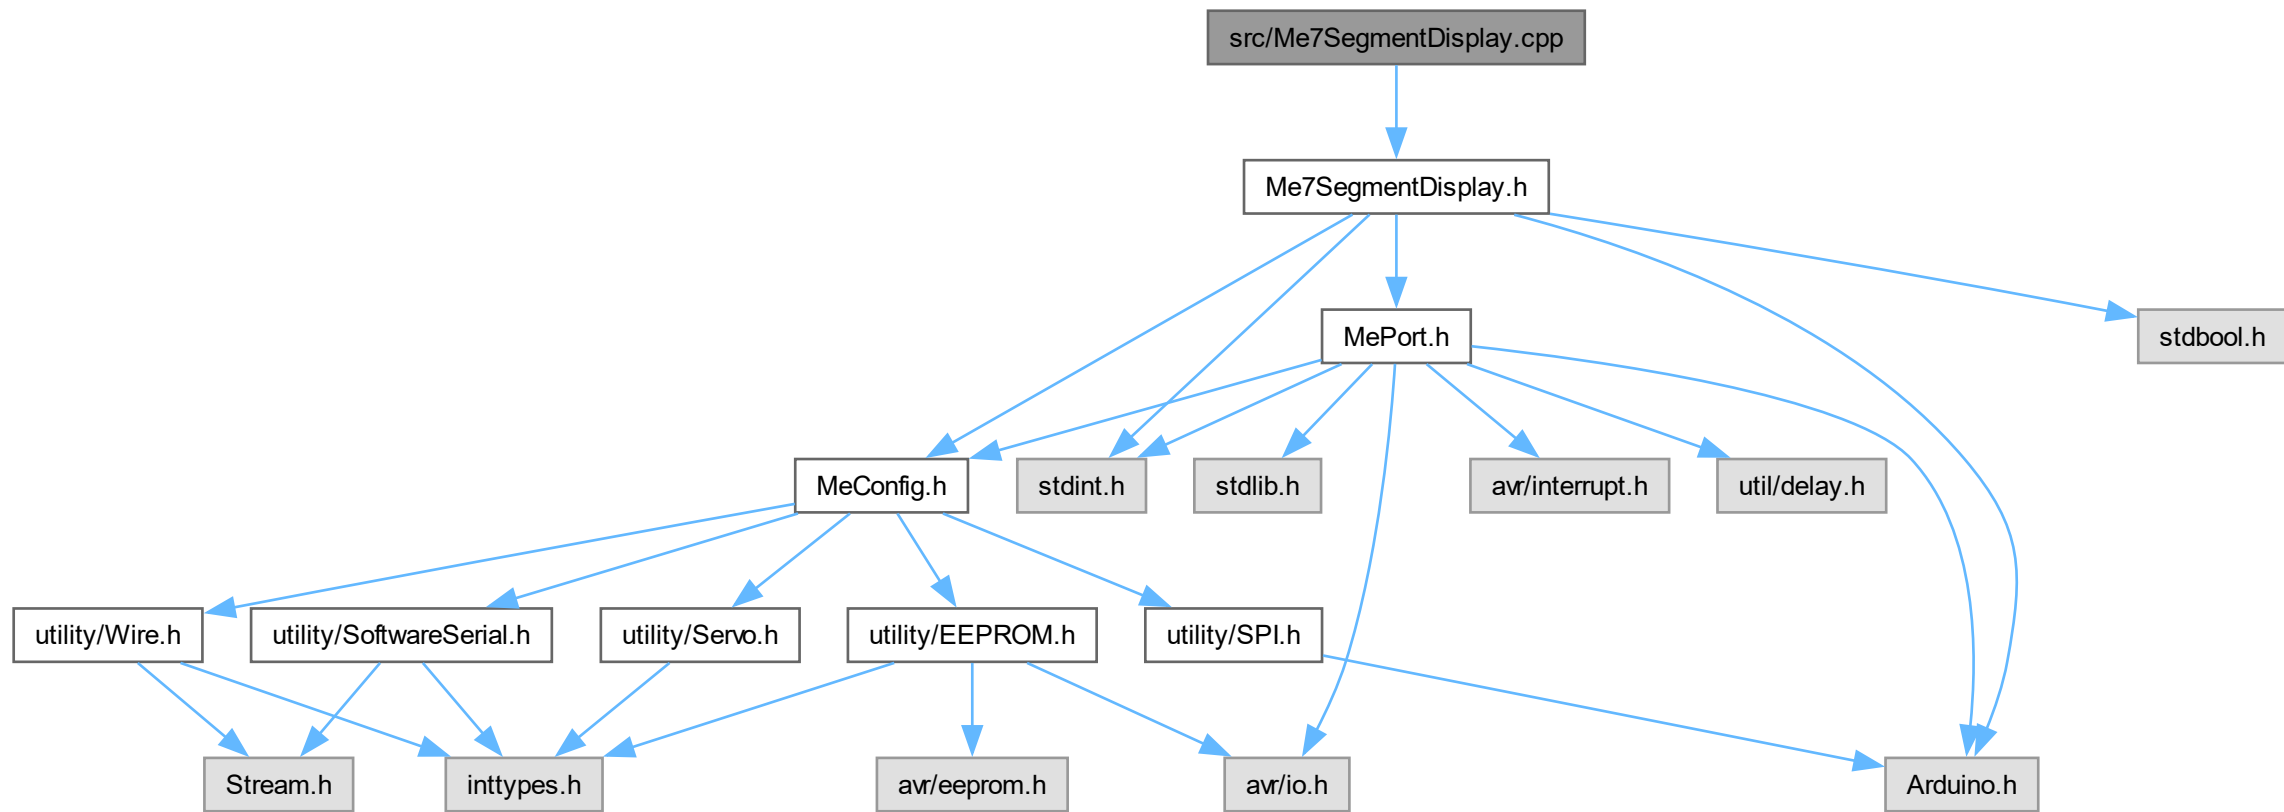 src/Me7SegmentDisplay.cpp
Me7SegmentDisplay.h
MePort.h
stdbool.h
MeConfig.h
stdint.h
stdlib.h
avr/interrupt.h
util/delay.h
utility/Wire.h
utility/SoftwareSerial.h
utility/Servo.h
utility/EEPROM.h
utility/SPI.h
Stream.h
inttypes.h
avr/eeprom.h
avr/io.h
Arduino.h